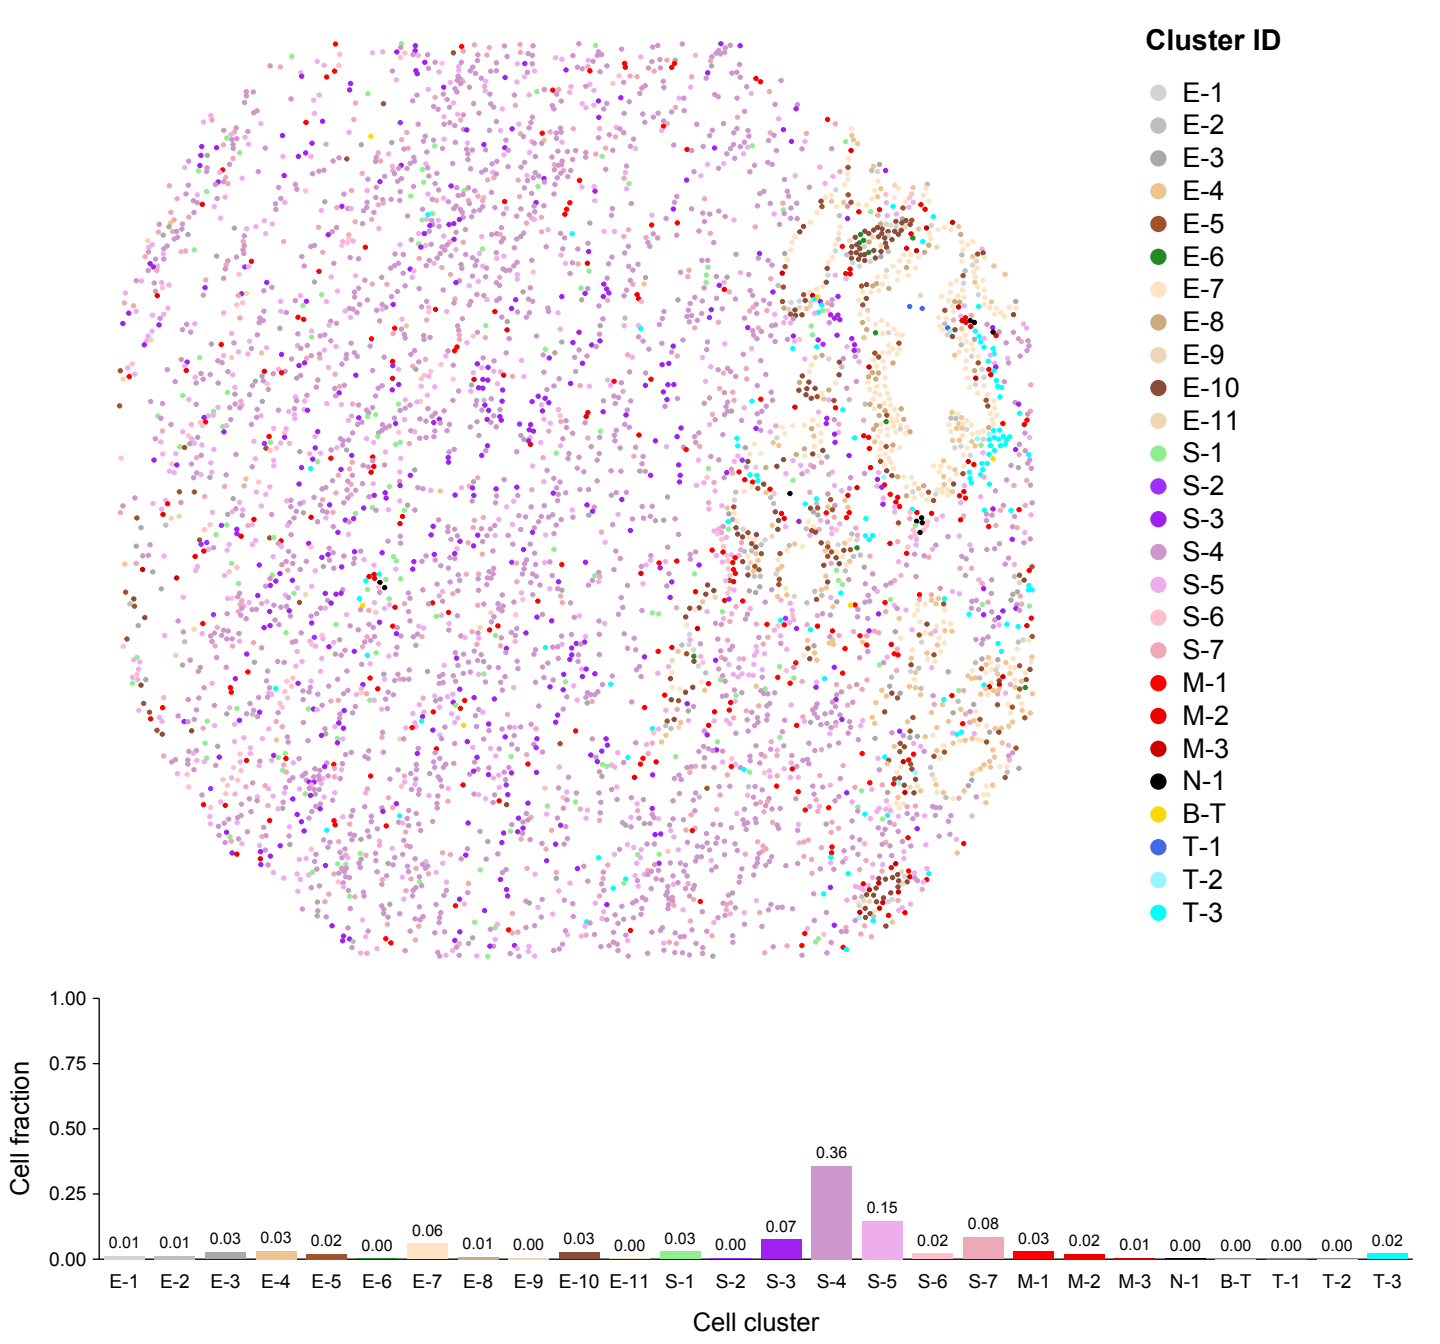 Cluster ID
E-1
E-2
E-3
E-4
E-5
E-6
E-7
E-8
E-9
E-10
E-11
S-1
S-2
S-3
S-4
S-5
S-6
S-7
M-1
M-2
M-3
N-1
B-T
T-1
T-2
T-3
1.00
0.75
0.50
0.25
0.00
Cell fraction
0.01 0.01 0.03 0.03 0.02 0.00 0.06 0.01 0.00 0.03 0.00 0.03 0.00 0.07 0.36 0.15 0.02 0.08 0.03 0.02 0.01 0.00 0.00 0.00 0.00 0.02
E-1 E-2 E-3 E-4 E-5 E-6 E-7 E-8 E-9 E-10 E-11 S-1 S-2 S-3 S-4 S-5 S-6 S-7 M-1 M-2 M-3 N-1 B-T T-1 T-2 T-3
Cell cluster